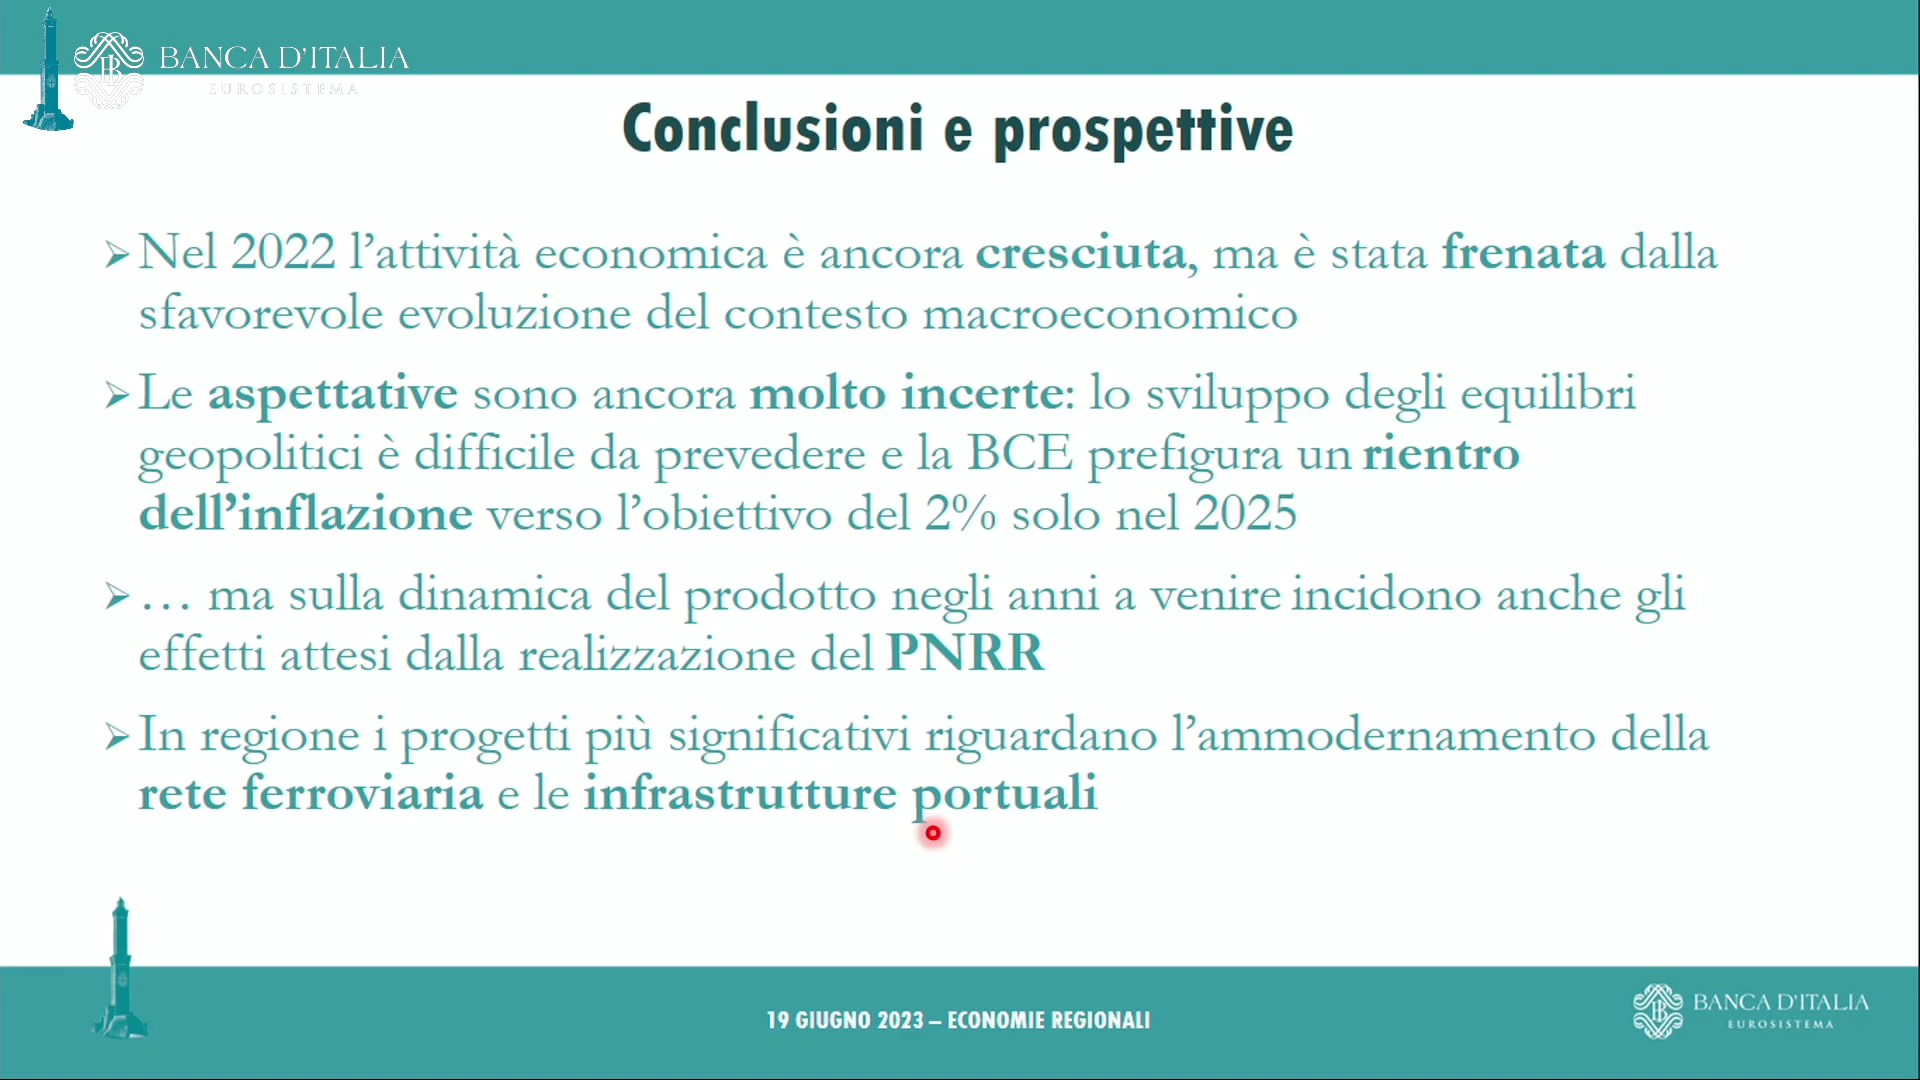 BANCA D'ITALIA
EUROSISTEMA
Conclusioni e prospettive
➢ Nel 2022 l'attività economica è ancora cresciuta, ma è stata frenata dalla
sfavorevole evoluzione del contesto macroeconomico
➢ Le aspettative sono ancora molto incerte: lo sviluppo degli equilibri
geopolitici è difficile da prevedere e la BCE prefigura un rientro
dell'inflazione verso l'obiettivo del 2% solo nel 2025
➢ … ma sulla dinamica del prodotto negli anni a venire incidono anche gli
effetti attesi dalla realizzazione del PNRR
➢ In regione i progetti più significativi riguardano l'ammodernamento della
rete ferroviaria e le infrastrutture portuali
19 GIUGNO 2023 – ECONOMIE REGIONALI
BANCA D'ITALIA
EUROSISTEMA